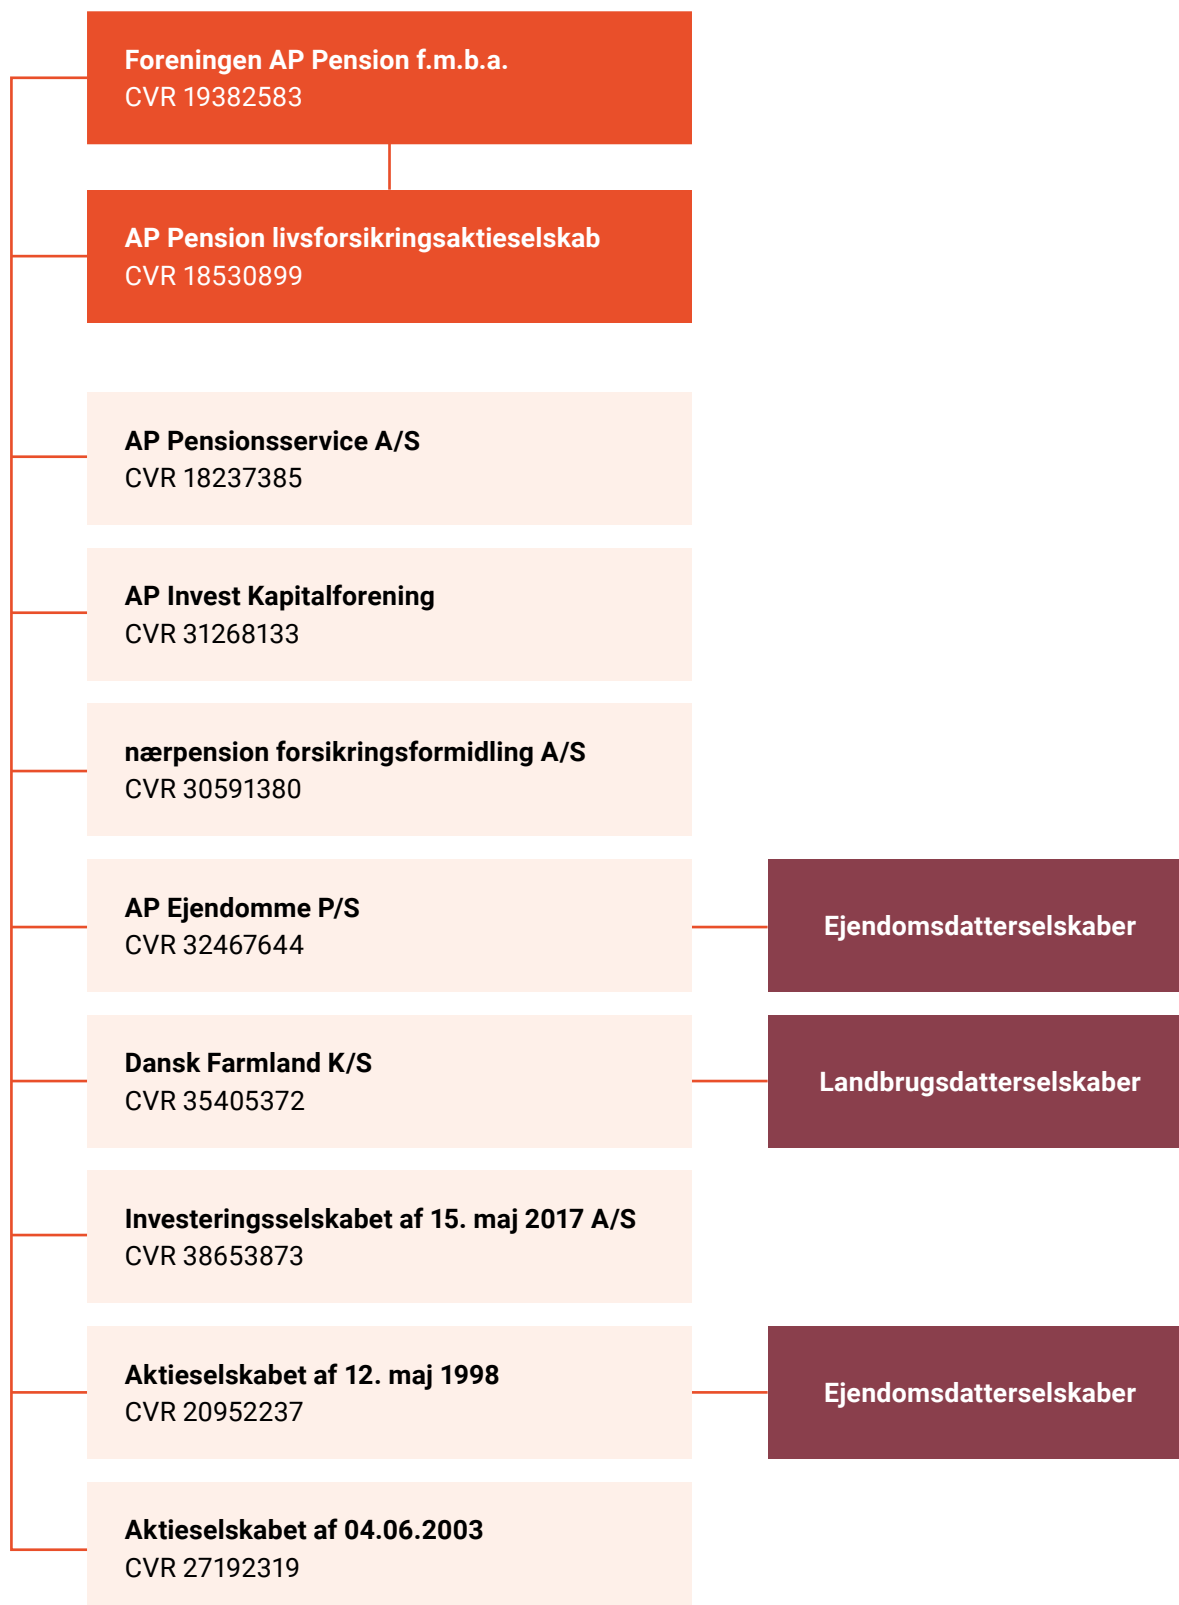 Foreningen AP Pension f.m.b.a.
CVR 19382583
AP Pension livsforsikringsaktieselskab
CVR 18530899
AP Pensionsservice A/S
CVR 18237385
AP Invest Kapitalforening
CVR 31268133
nærpension forsikringsformidling A/S
CVR 30591380
AP Ejendomme P/S
CVR 32467644
Ejendomsdatterselskaber
Dansk Farmland K/S
CVR 35405372
Landbrugsdatterselskaber
Investeringsselskabet af 15. maj 2017 A/S
CVR 38653873
Aktieselskabet af 12. maj 1998
CVR 20952237
Ejendomsdatterselskaber
Aktieselskabet af 04.06.2003
CVR 27192319